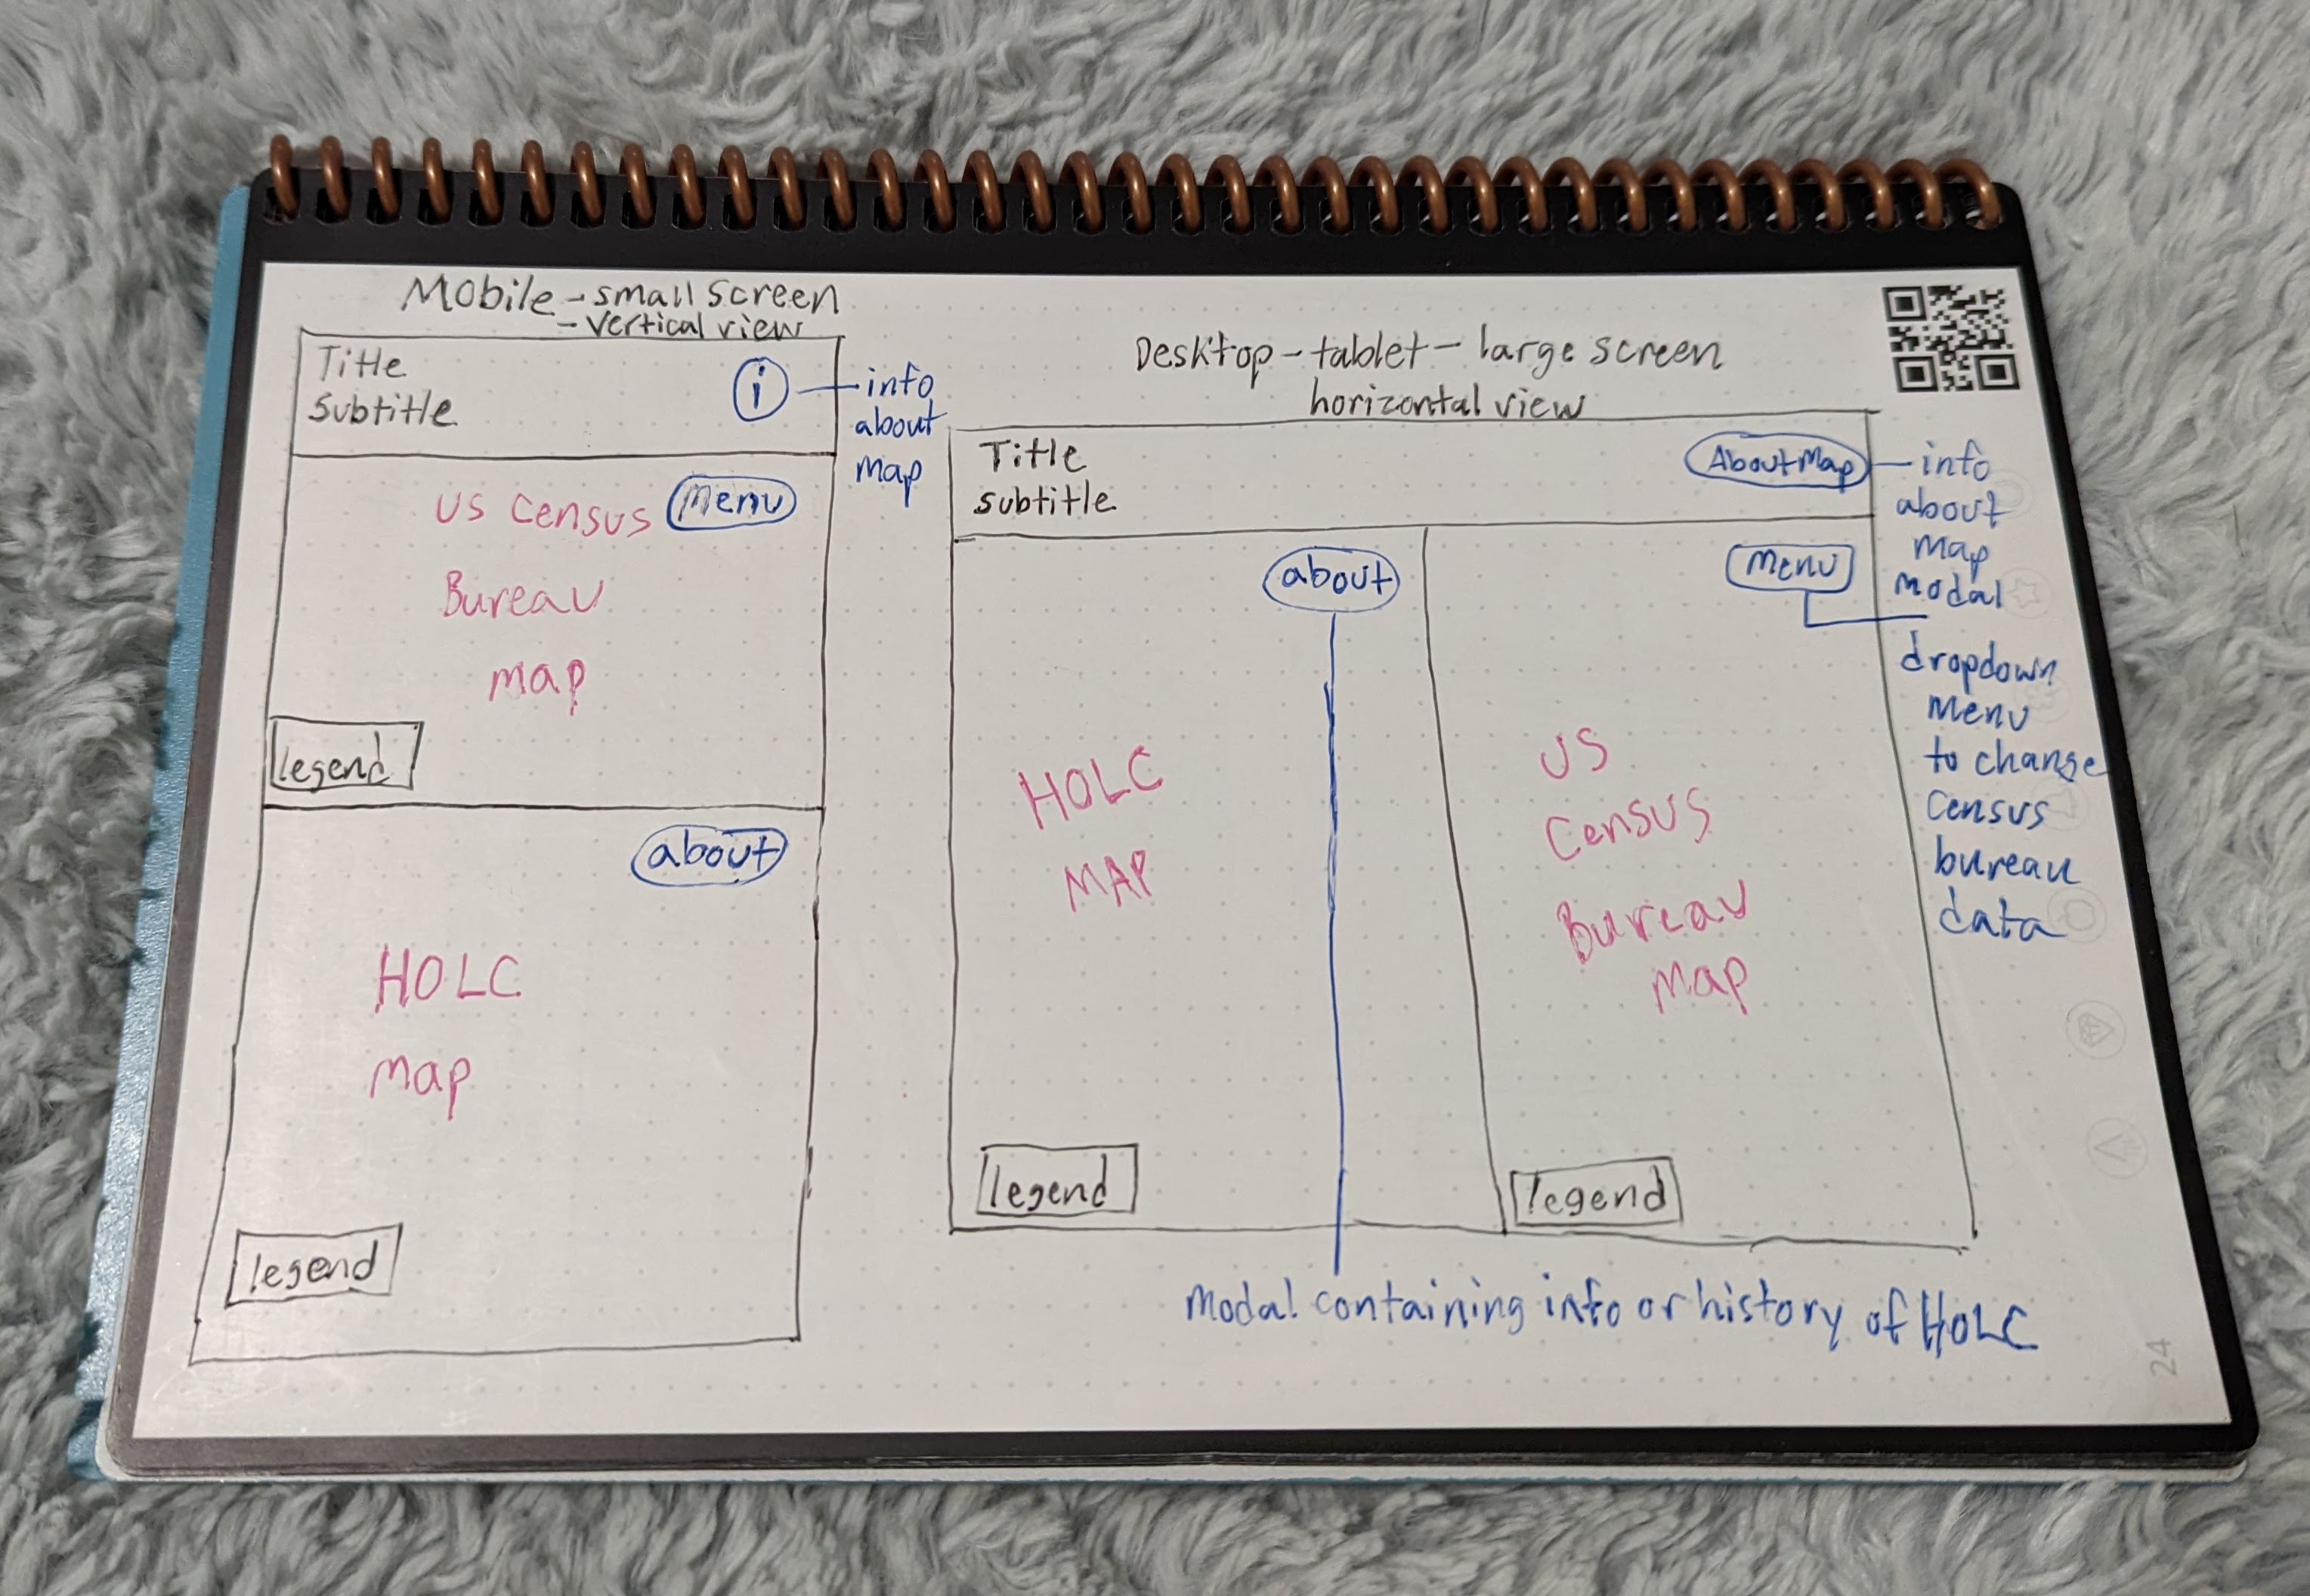 Mobile - small screen
- vertical view
Title
Subtitle
i
info
about
map
US Census
Menu
Bureau
map
legend
about
HOLC
map
legend
Desktop - tablet - large screen
horizontal view
Title
subtitle
About Map
info
about
map
modal
about
Menu
dropdown
menu
to change
census
bureau
data
HOLC
MAP
US
Census
Bureau
Map
legend
legend
Modal containing info or history of HOLC
24